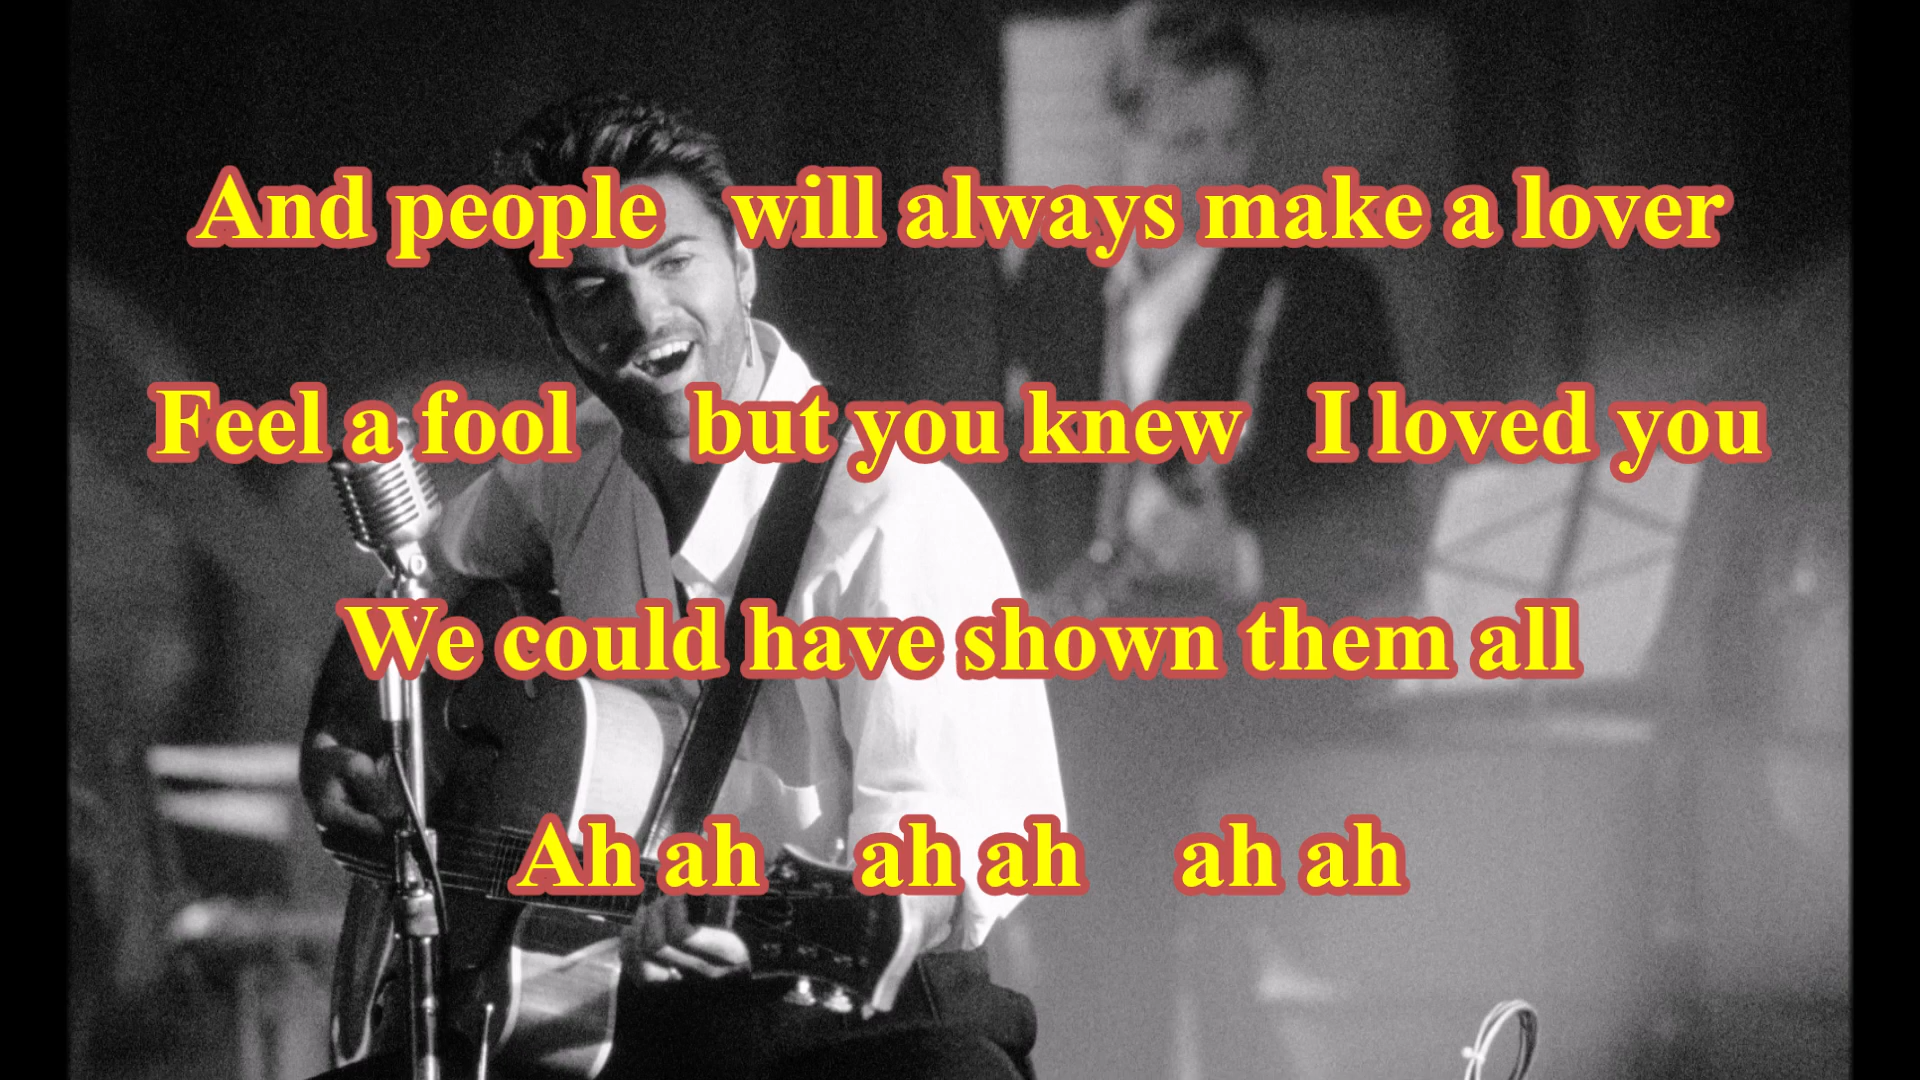 And people will always make a lover
Feel a fool but you knew I loved you
We could have shown them all
Ah ah ah ah ah ah